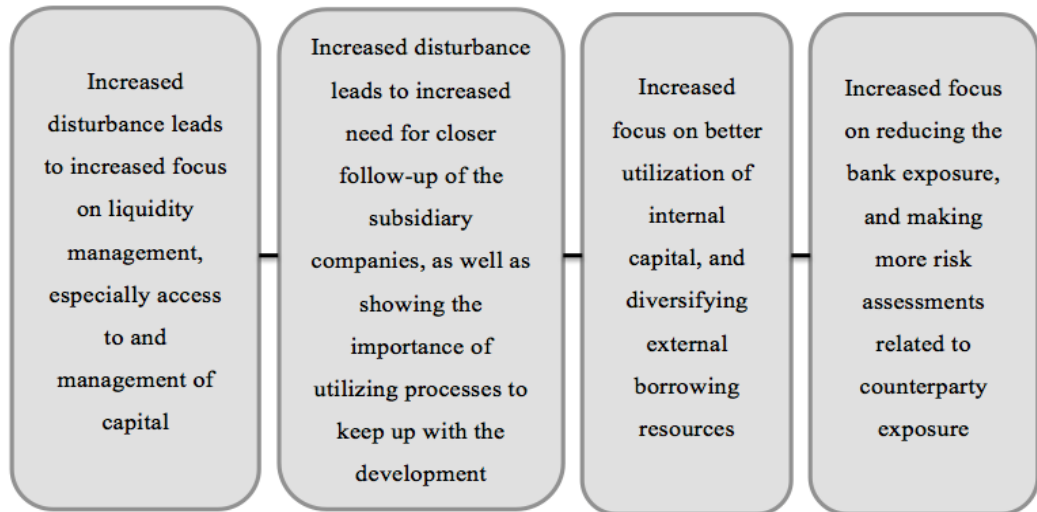 Increased
disturbance leads
to increased focus
on liquidity
management,
especially access
to and
management of
capital
Increased disturbance
leads to increased
need for closer
follow-up of the
subsidiary
companies, as well as
showing the
importance of
utilizing processes to
keep up with the
development
Increased
focus on better
utilization of
internal
capital, and
diversifying
external
borrowing
resources
Increased focus
on reducing the
bank exposure,
and making
more risk
assessments
related to
counterparty
exposure